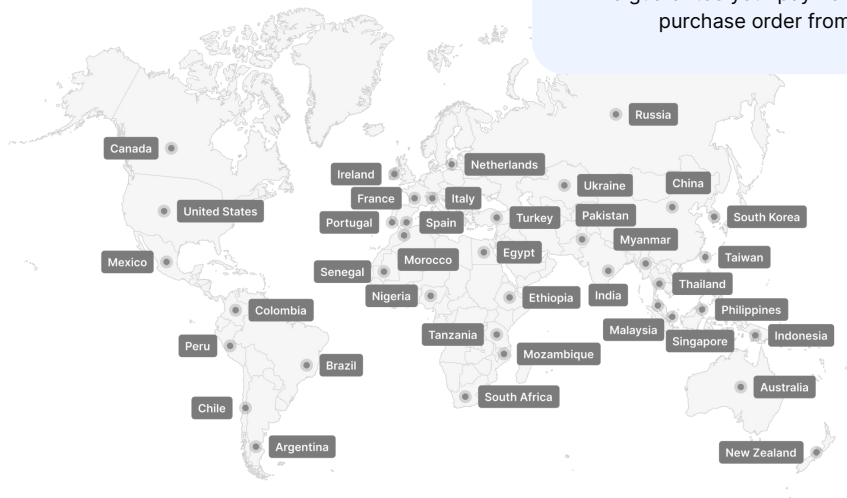 purchase order from
Russia
Canada
Netherlands
Ireland
Ukraine
China
France
Italy
United States
Portugal
Spain
Turkey
Pakistan
South Korea
Myanmar
Morocco
Egypt
Taiwan
Mexico
Senegal
Thailand
Nigeria
Ethiopia
India
Colombia
Philippines
Malaysia
Tanzania
Singapore
Indonesia
Peru
Mozambique
Brazil
Australia
South Africa
Chile
Argentina
New Zealand